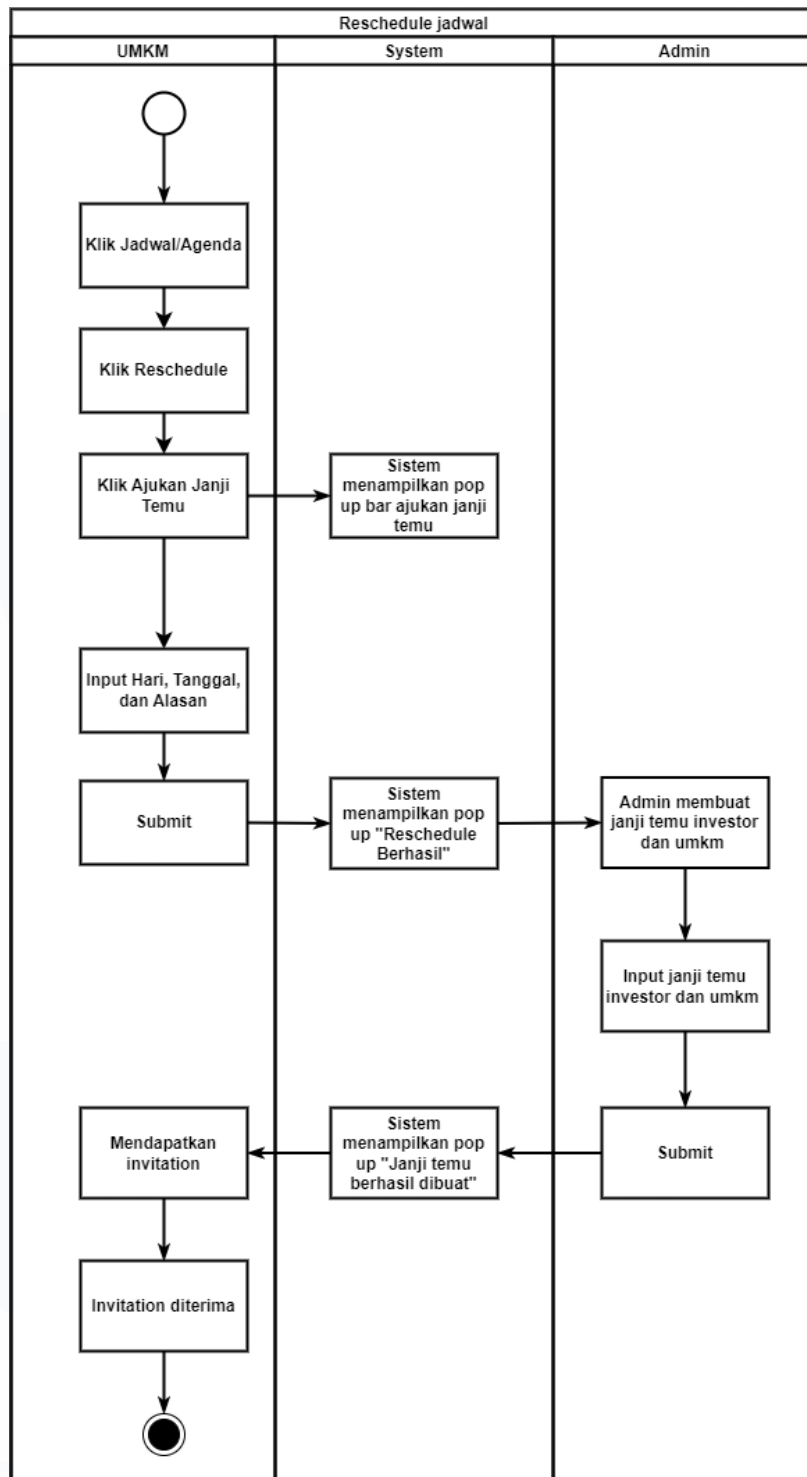 Reschedule jadwal
UMKM
System
Admin
Klik Jadwal/Agenda
Klik Reschedule
Klik Ajukan Janji
Temu
Sistem
menampilkan pop
up bar ajukan janji
temu
Input Hari, Tanggal,
dan Alasan
Submit
Sistem
menampilkan pop
up "Reschedule
Berhasil"
Admin membuat
janji temu investor
dan umkm
Input janji temu
investor dan umkm
Submit
Sistem
menampilkan pop
up "Janji temu
berhasil dibuat"
Mendapatkan
invitation
Invitation diterima